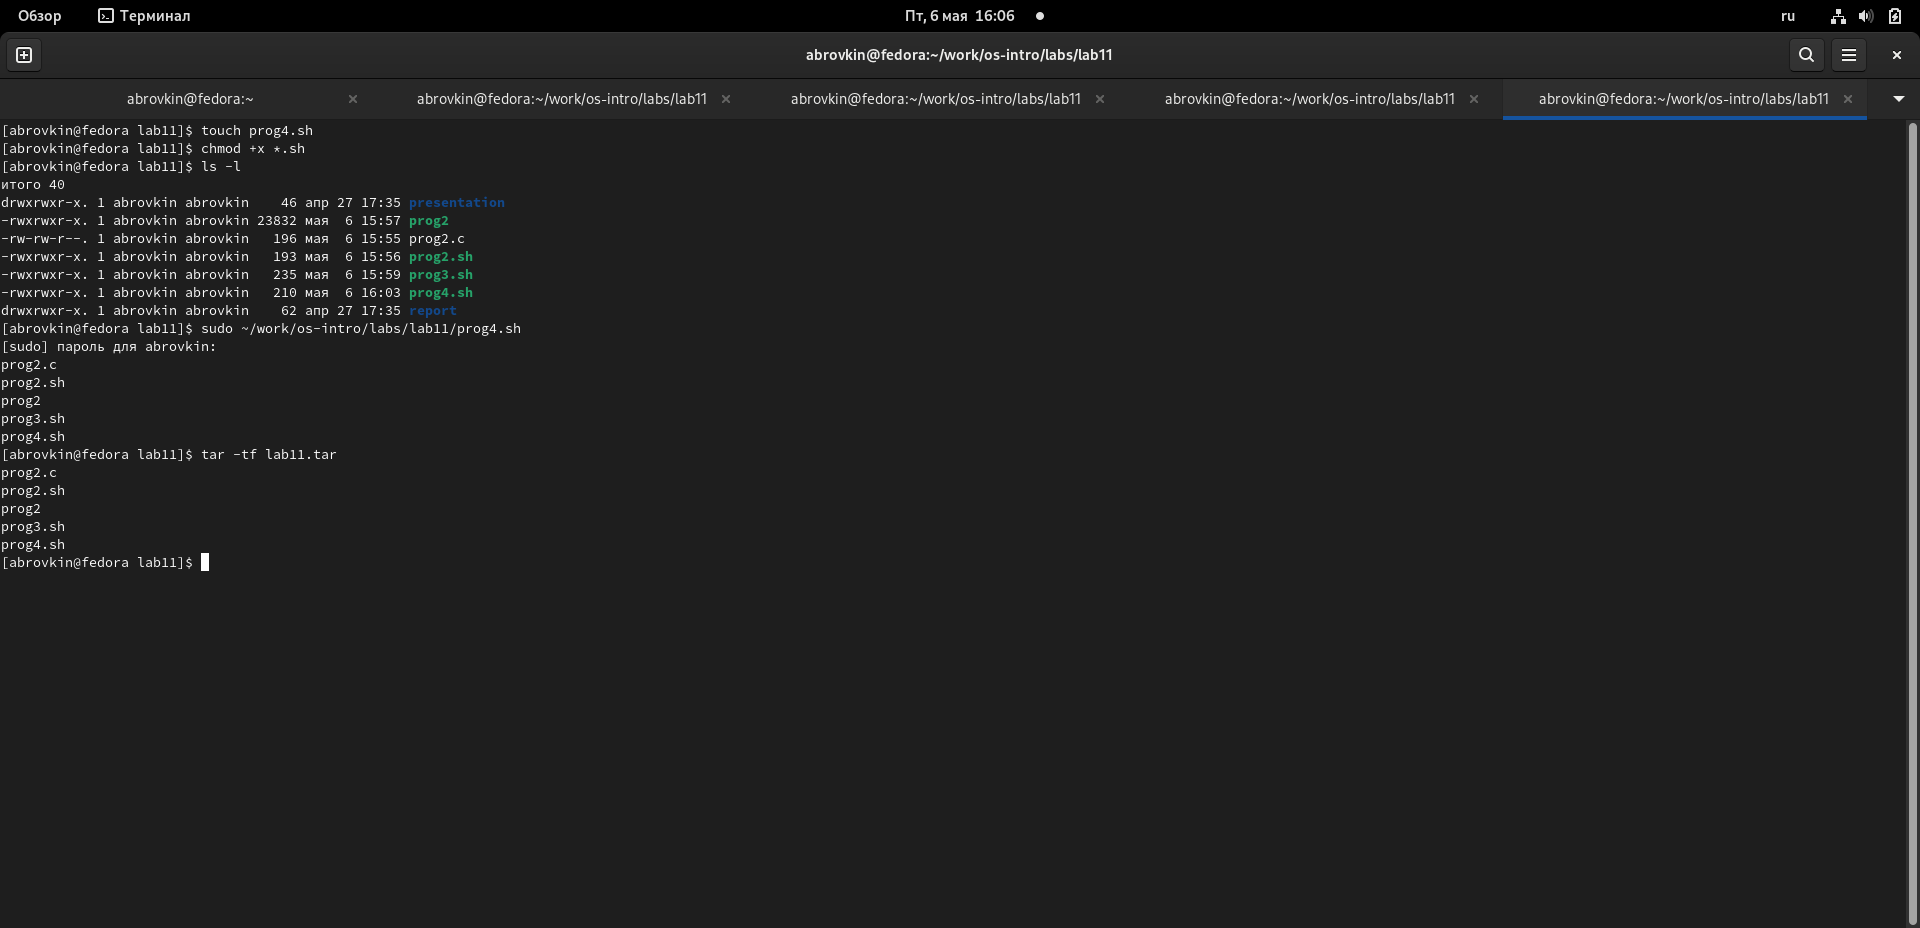 Обзор Терминал Пт, 6 мая 16:06 ru
abrovkin@fedora:~/work/os-intro/labs/lab11
abrovkin@fedora:~ abrovkin@fedora:~/work/os-intro/labs/lab11 abrovkin@fedora:~/work/os-intro/labs/lab11 abrovkin@fedora:~/work/os-intro/labs/lab11 abrovkin@fedora:~/work/os-intro/labs/lab11
[abrovkin@fedora lab11]$ touch prog4.sh
[abrovkin@fedora lab11]$ chmod +x *.sh
[abrovkin@fedora lab11]$ ls -l
итого 40
drwxrwxr-x. 1 abrovkin abrovkin    46 апр 27 17:35 presentation
-rwxrwxr-x. 1 abrovkin abrovkin 23832 мая  6 15:57 prog2
-rw-rw-r--. 1 abrovkin abrovkin   196 мая  6 15:55 prog2.c
-rwxrwxr-x. 1 abrovkin abrovkin   193 мая  6 15:56 prog2.sh
-rwxrwxr-x. 1 abrovkin abrovkin   235 мая  6 15:59 prog3.sh
-rwxrwxr-x. 1 abrovkin abrovkin   210 мая  6 16:03 prog4.sh
drwxrwxr-x. 1 abrovkin abrovkin    62 апр 27 17:35 report
[abrovkin@fedora lab11]$ sudo ~/work/os-intro/labs/lab11/prog4.sh
[sudo] пароль для abrovkin:
prog2.c
prog2.sh
prog2
prog3.sh
prog4.sh
[abrovkin@fedora lab11]$ tar -tf lab11.tar
prog2.c
prog2.sh
prog2
prog3.sh
prog4.sh
[abrovkin@fedora lab11]$